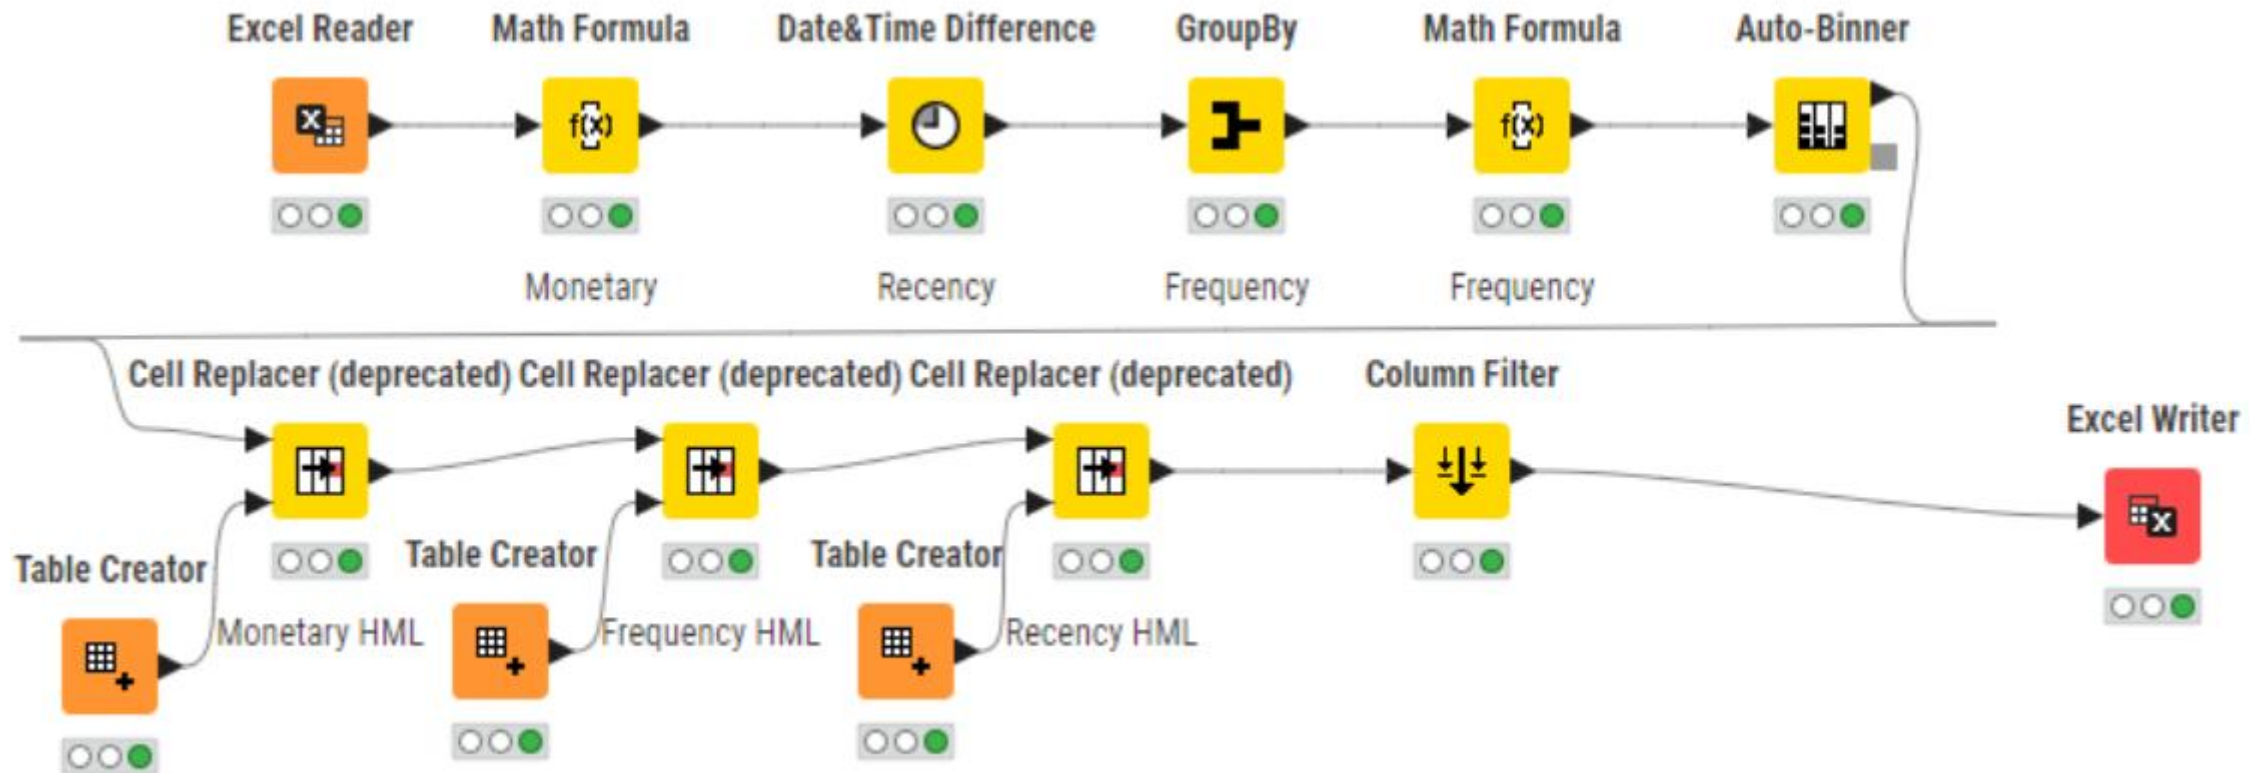 Excel Reader
Math Formula
Date&Time Difference
GroupBy
Math Formula
Auto-Binner
f(x)
f(x)
Monetary
Recency
Frequency
Frequency
Cell Replacer (deprecated)
Cell Replacer (deprecated)
Cell Replacer (deprecated)
Column Filter
Excel Writer
Table Creator
Table Creator
Table Creator
Monetary HML
Frequency HML
Recency HML